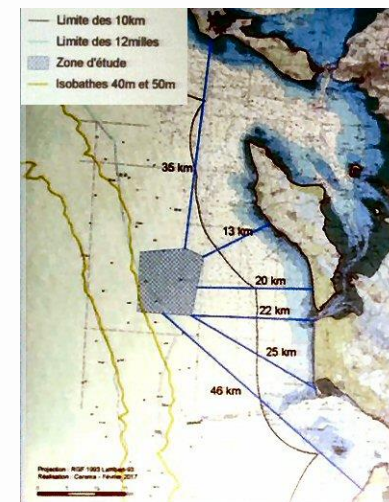 Limite des 10km
Limite des 12milles
Zone d'étude
Isobathes 40m et 50m
35 km
13 km
20 km
22 km
25 km
46 km
Projection : RGF 1993 Lambert-93
Réalisation : Cerema - Février 2017